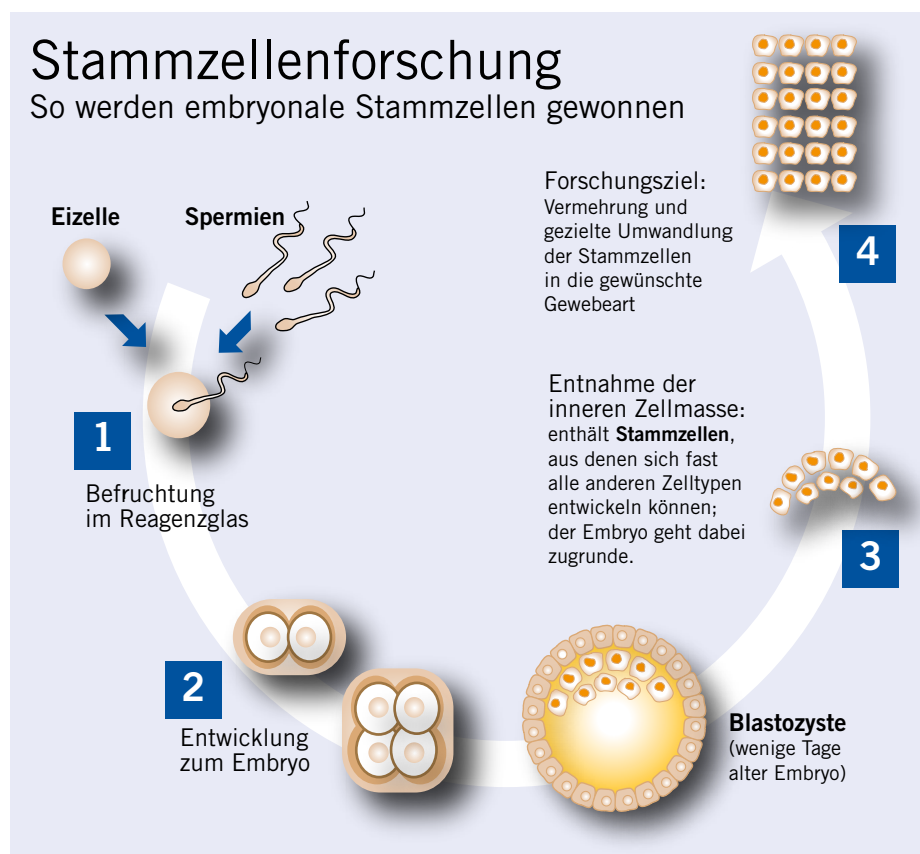 Stammzellenforschung
So werden embryonale Stammzellen gewonnen
Eizelle
Spermien
1
Befruchtung
im Reagenzglas
2
Entwicklung
zum Embryo
Blastozyste
(wenige Tage
alter Embryo)
3
Entnahme der
inneren Zellmasse:
enthält Stammzellen,
aus denen sich fast
alle anderen Zelltypen
entwickeln können;
der Embryo geht dabei
zugrunde.
4
Forschungsziel:
Vermehrung und
gezielte Umwandlung
der Stammzellen
in die gewünschte
Gewebeart